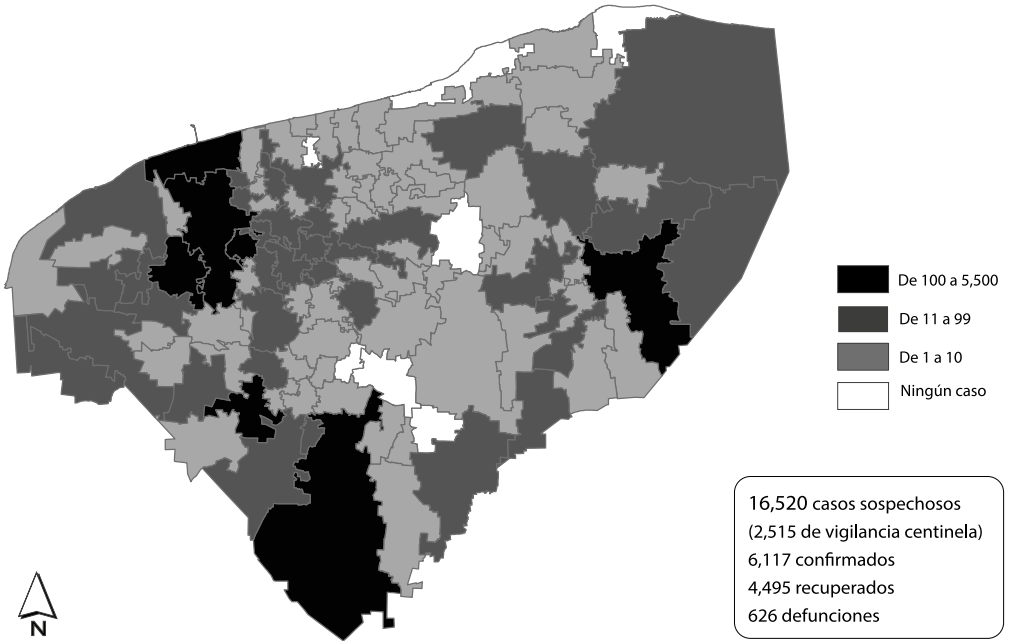 De 100 a 5,500
De 11 a 99
De 1 a 10
Ningún caso
16,520 casos sospechosos
(2,515 de vigilancia centinela)
6,117 confirmados
4,495 recuperados
626 defunciones
N